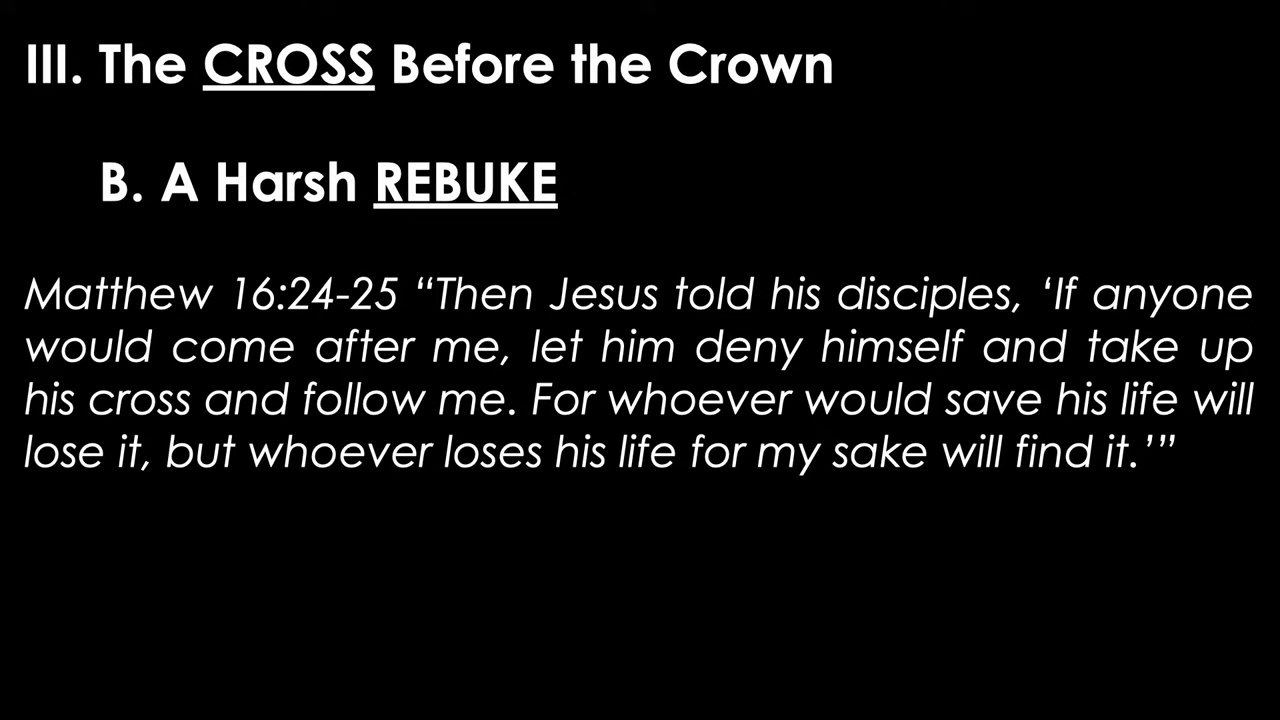 III. The CROSS Before the Crown
B. A Harsh REBUKE
Matthew 16:24-25 “Then Jesus told his disciples, ‘If anyone
would come after me, let him deny himself and take up
his cross and follow me. For whoever would save his life will
lose it, but whoever loses his life for my sake will find it.’”